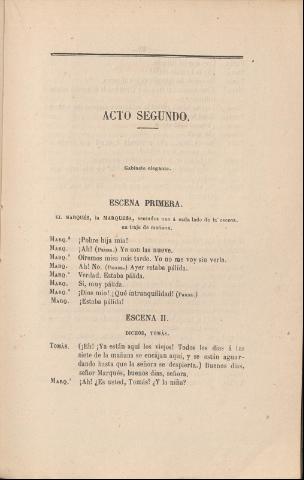 ACTO SEGUNDO.
Gabinete elegante.
ESCENA PRIMERA.
EL MARQUÉS, la MARQUESA, sentados uno á cada lado de la escena,
en traje de mañana.
MARQ.ª ¡Pobre hija mia!
MARQ. ¡Ah! (Pausa.) Ya son las nueve.
MARQ.ª Oiremos misa más tarde. Yo no me voy sin verla.
MARQ. Ah! No. (Pausa.) Ayer estaba pálida.
MARQ.ª Verdad. Estaba pálida.
MARQ. Sí, muy pálida.
MARQ.ª ¡Dios mio! ¡Qué intranquilidad! (Pausa.)
MARQ. ¡Estaba pálida!
ESCENA II.
DICHOS, TOMÁS.
TOMÁS. (¡Eh! ¡Ya están aquí los viejos! Todos los dias á las
siete de la mañana se encajan aquí, y se están aguar-
dando hasta que la señora se despierta.) Buenos dias,
señor Marqués, buenos dias, señora.
MARQ.ª ¡Ah! ¿Es usted, Tomás? ¿Y la niña?